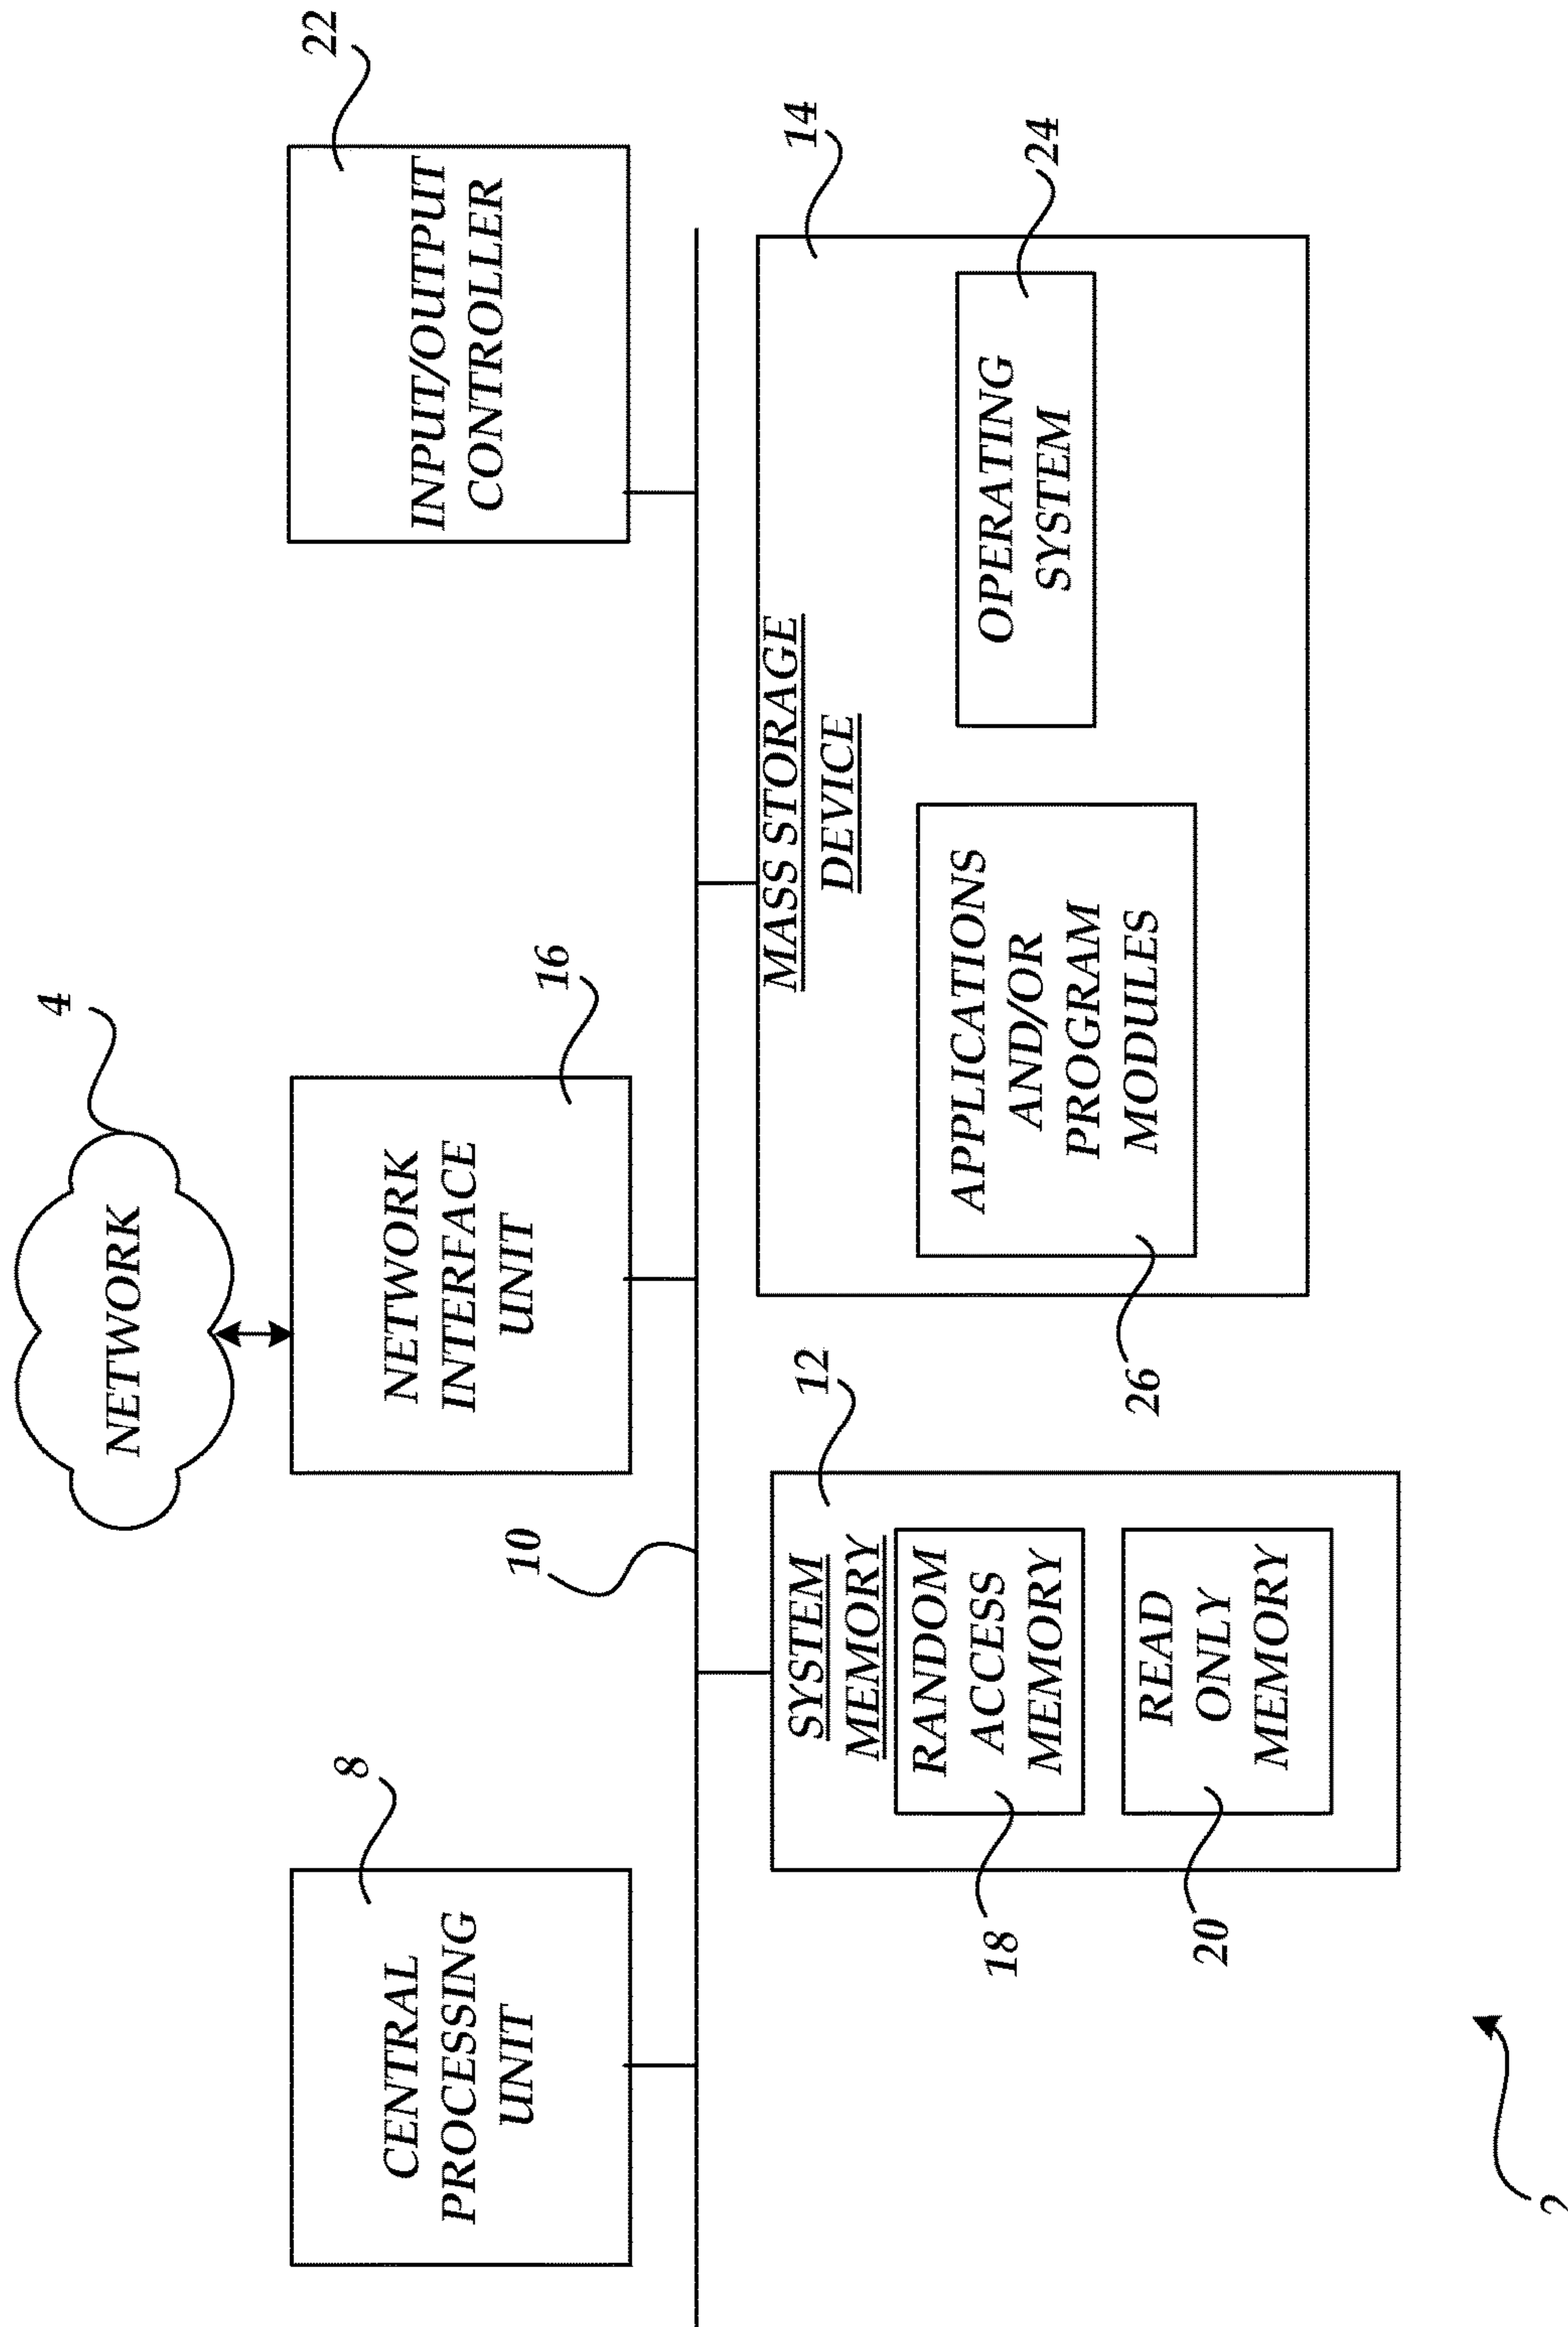 4
NETWORK
8
CENTRAL
PROCESSING
UNIT
16
NETWORK
INTERFACE
UNIT
22
INPUT/OUTPUT
CONTROLLER
10
12
SYSTEM
MEMORY
RANDOM
ACCESS
MEMORY
18
READ
ONLY
MEMORY
20
14
MASS STORAGE
DEVICE
APPLICATIONS
AND/OR
PROGRAM
MODULES
26
OPERATING
SYSTEM
24
2